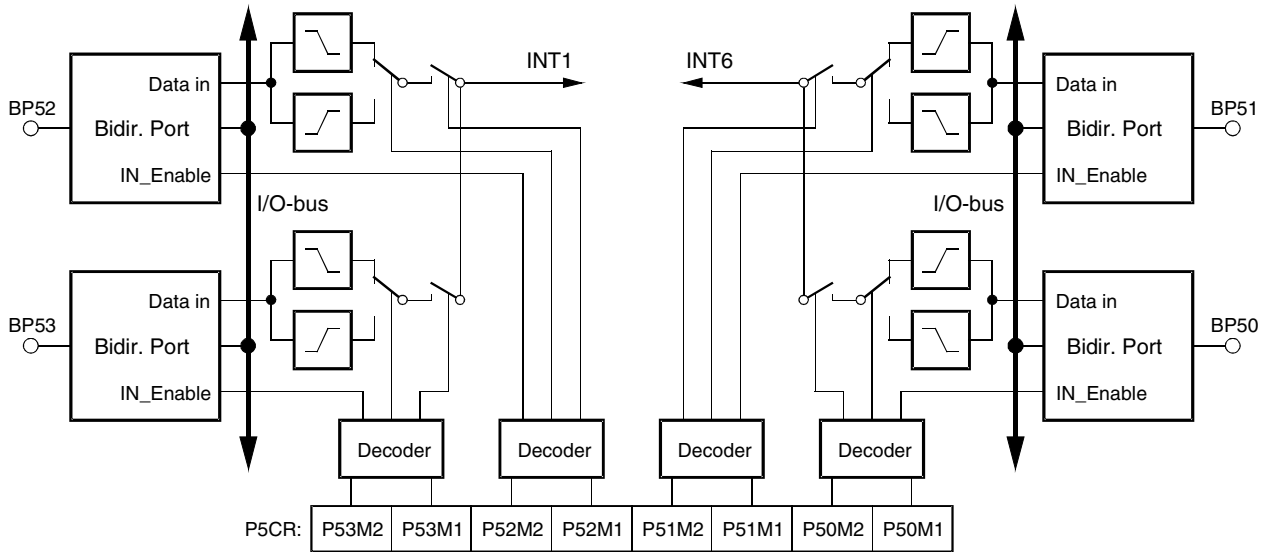 INT1
INT6
Data in
Bidir. Port
IN_Enable
BP52
Data in
Bidir. Port
IN_Enable
BP51
I/O-bus
I/O-bus
Data in
Bidir. Port
IN_Enable
BP53
Data in
Bidir. Port
IN_Enable
BP50
Decoder
Decoder
Decoder
Decoder
P5CR: P53M2 P53M1 P52M2 P52M1 P51M2 P51M1 P50M2 P50M1